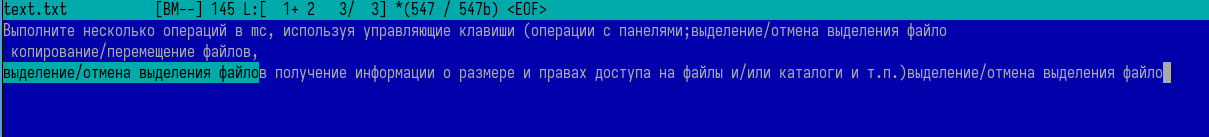 text.txt [BM--] 145 L:[ 1+ 2 3/ 3] *(547 / 547b) <EOF>
Выполните несколько операций в mc, используя управляющие клавиши (операции с панелями;выделение/отмена выделения файло
копирование/перемещение файлов,
выделение/отмена выделения файлов получение информации о размере и правах доступа на файлы и/или каталоги и т.п.)выделение/отмена выделения файло